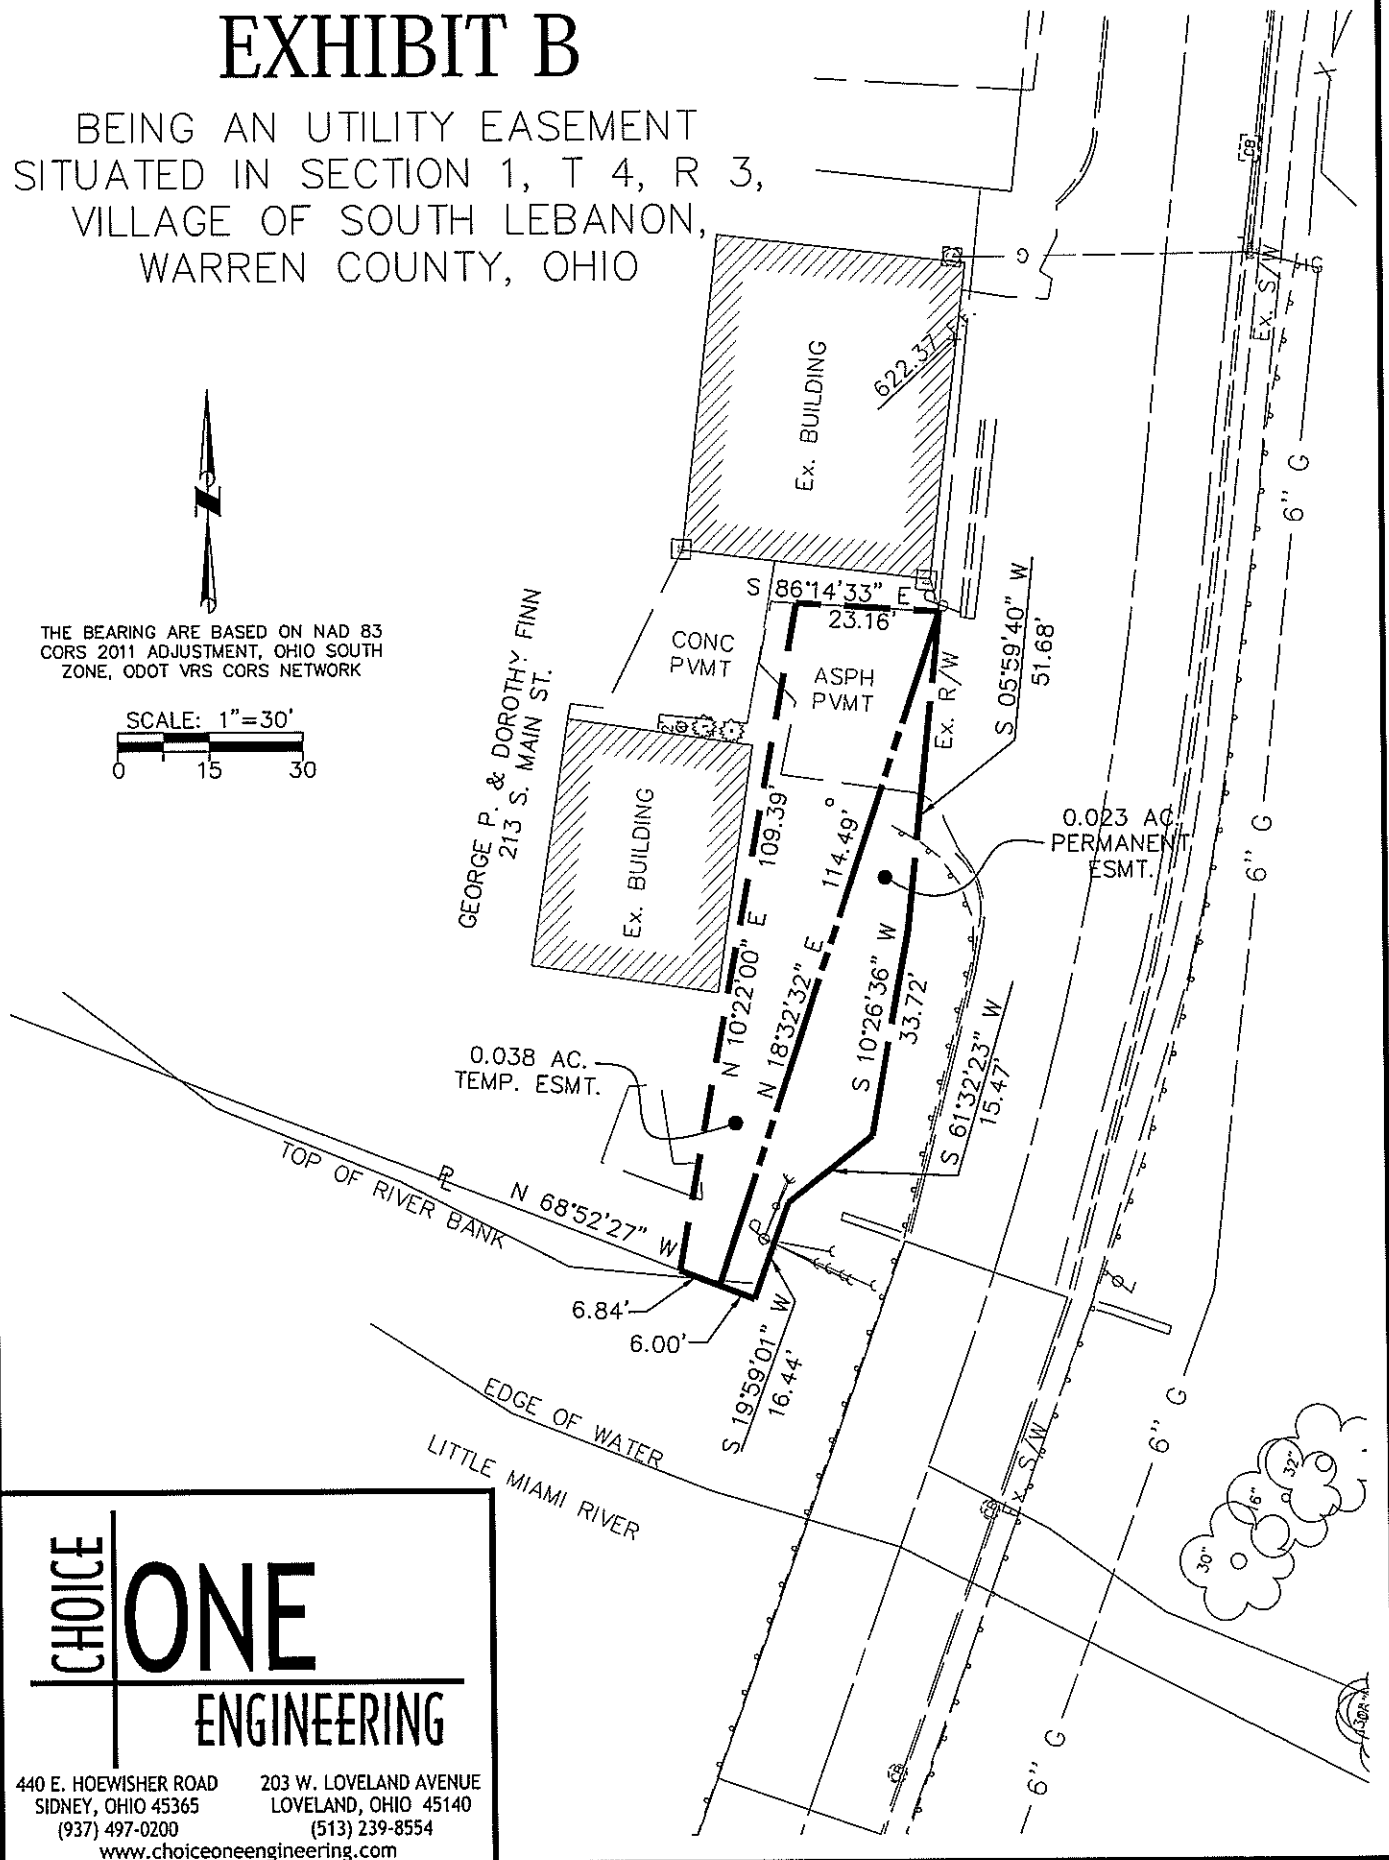 EXHIBIT B
BEING AN UTILITY EASEMENT
SITUATED IN SECTION 1, T 4, R 3,
VILLAGE OF SOUTH LEBANON,
WARREN COUNTY, OHIO
THE BEARING ARE BASED ON NAD 83
CORS 2011 ADJUSTMENT, OHIO SOUTH
ZONE, ODOT VRS CORS NETWORK
SCALE: 1"=30'
0 15 30
N
Ex. BUILDING
622.37 F.F.
G
G
CB
X
Ex. S/W
6" G
S 86°14'33" E
23.16'
CONC
PVMT
ASPH
PVMT
Ex. R/W
S 05°59'40" W
51.68'
GEORGE P. & DOROTHY FINN
213 S. MAIN ST.
Ex. BUILDING
109.39'
N 10°22'00" E
114.49'
N 18°32'32" E
0.023 AC.
PERMANENT
ESMT.
6" G
S 10°26'36" W
33.72'
S 61°32'23" W
15.47'
0.038 AC.
TEMP. ESMT.
TOP OF RIVER BANK
PL
N 68°52'27" W
P
6.84'
6.00'
S 19°59'01" W
16.44'
EDGE OF WATER
LITTLE MIAMI RIVER
Ex S/W
CB
6" G
32"
16"
30"
CB
6" G
CHOICE
ONE
ENGINEERING
440 E. HOEWISHER ROAD
SIDNEY, OHIO 45365
(937) 497-0200
203 W. LOVELAND AVENUE
LOVELAND, OHIO 45140
(513) 239-8554
www.choiceoneengineering.com